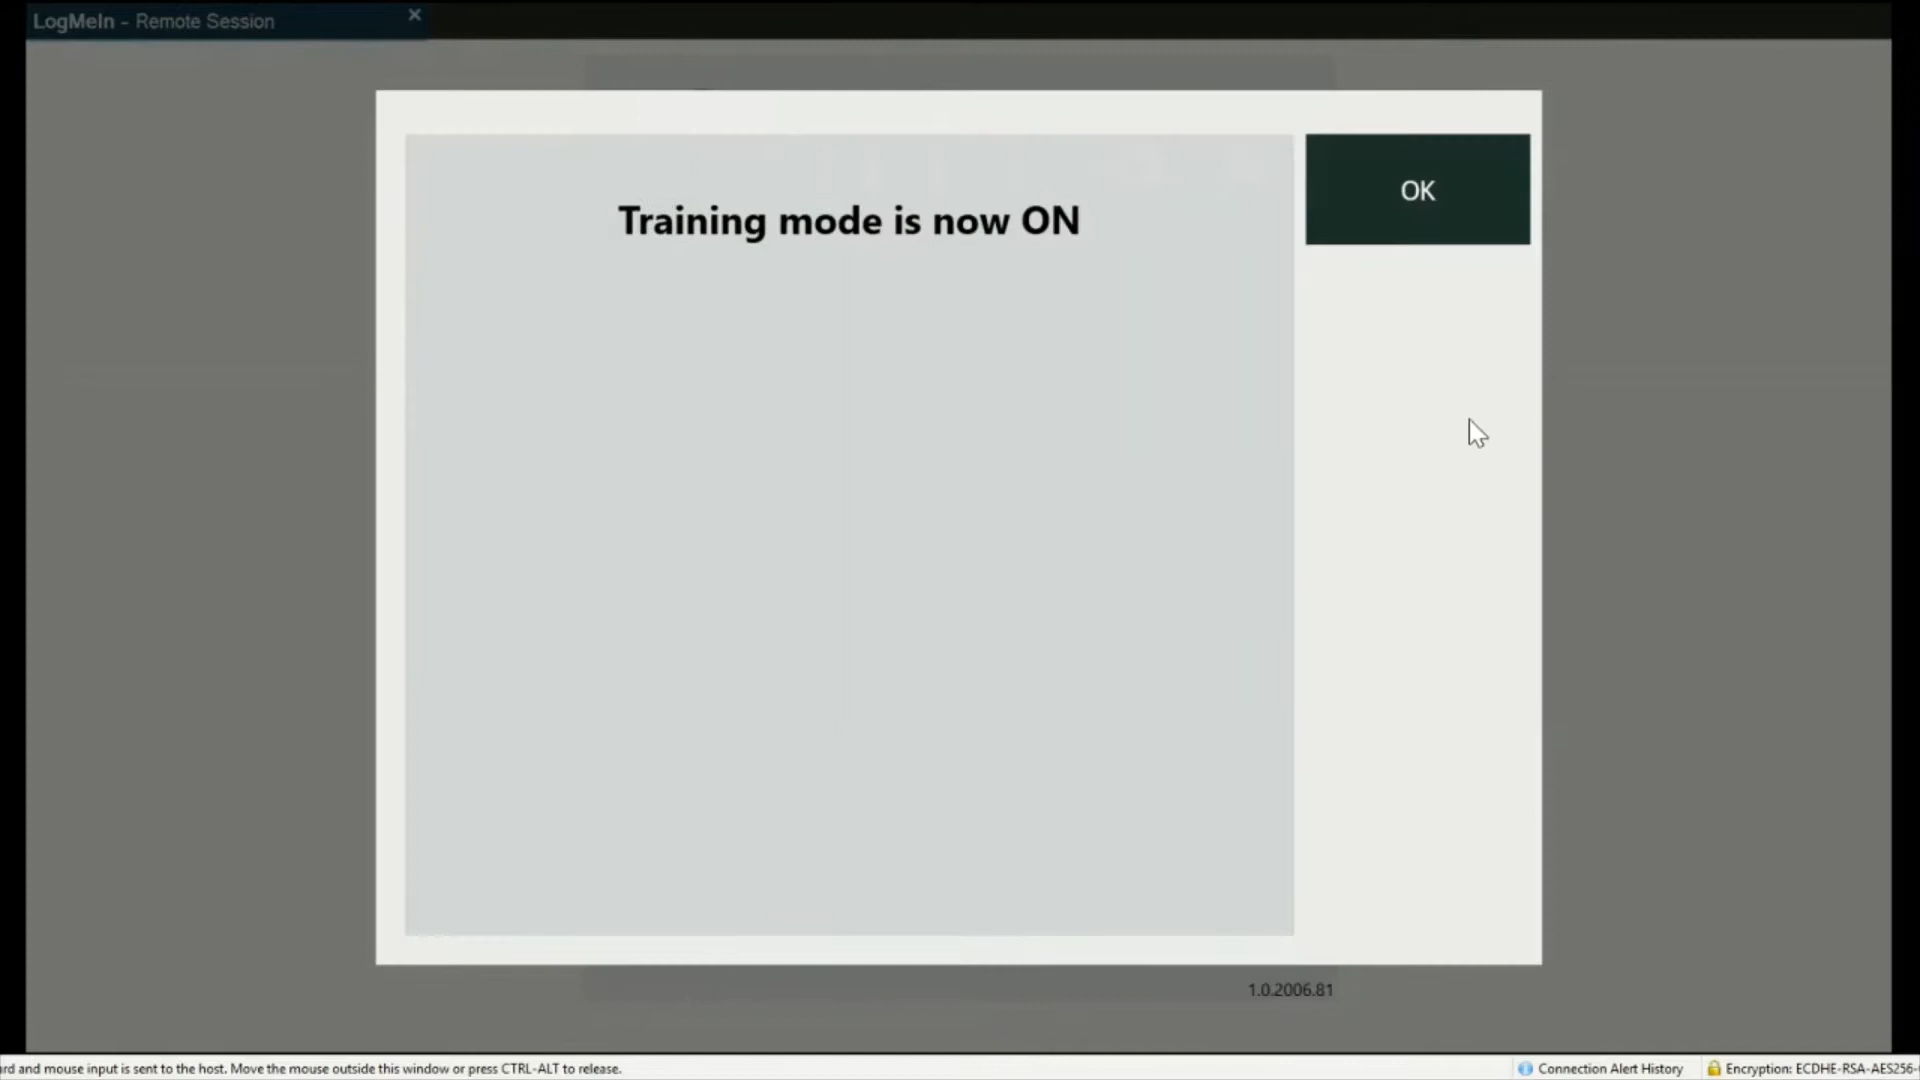 LogMeIn - Remote Session
OK
Training mode is now ON
1.0.2006.81
and mouse input is sent to the host. Move the mouse outside this window or press CTRL-ALT to release.
Connection Alert History
Encryption: ECDHE-RSA-AES256-